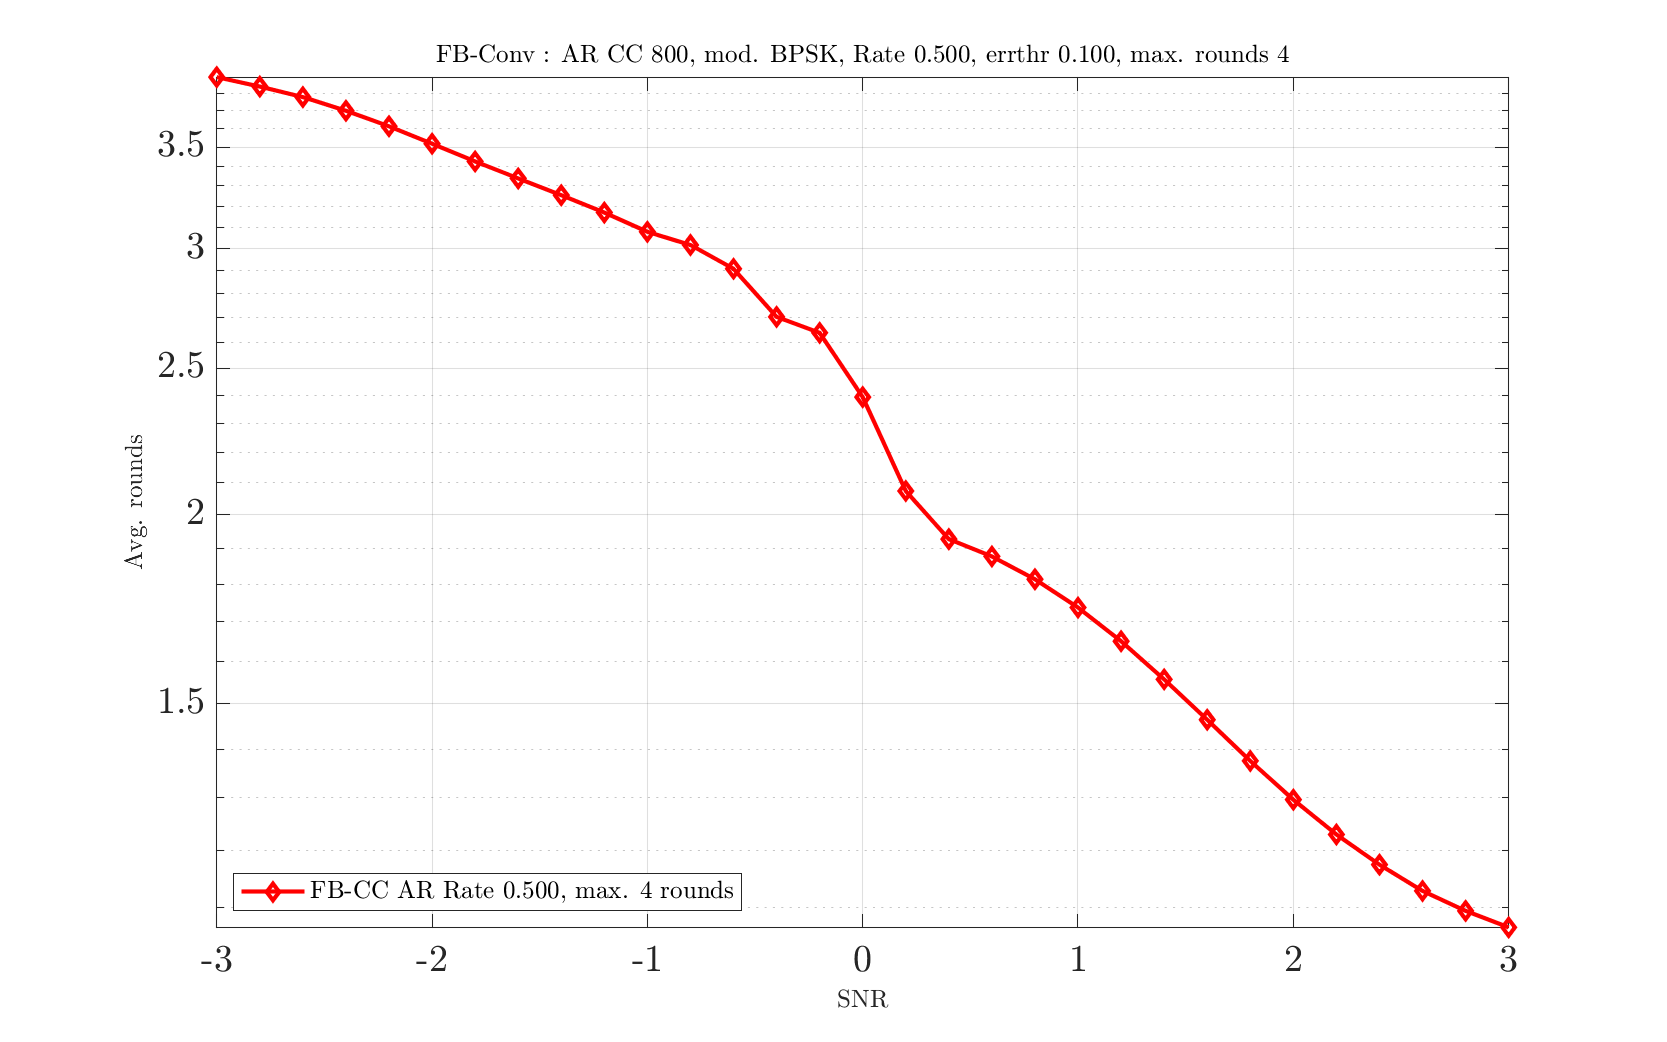 FB-Conv : AR CC 800, mod. BPSK, Rate 0.500, errthr 0.100, max. rounds 4
3.5
3
2.5
2
1.5
Avg. rounds
FB-CC AR Rate 0.500, max. 4 rounds
-3 -2 -1 0 1 2 3
SNR